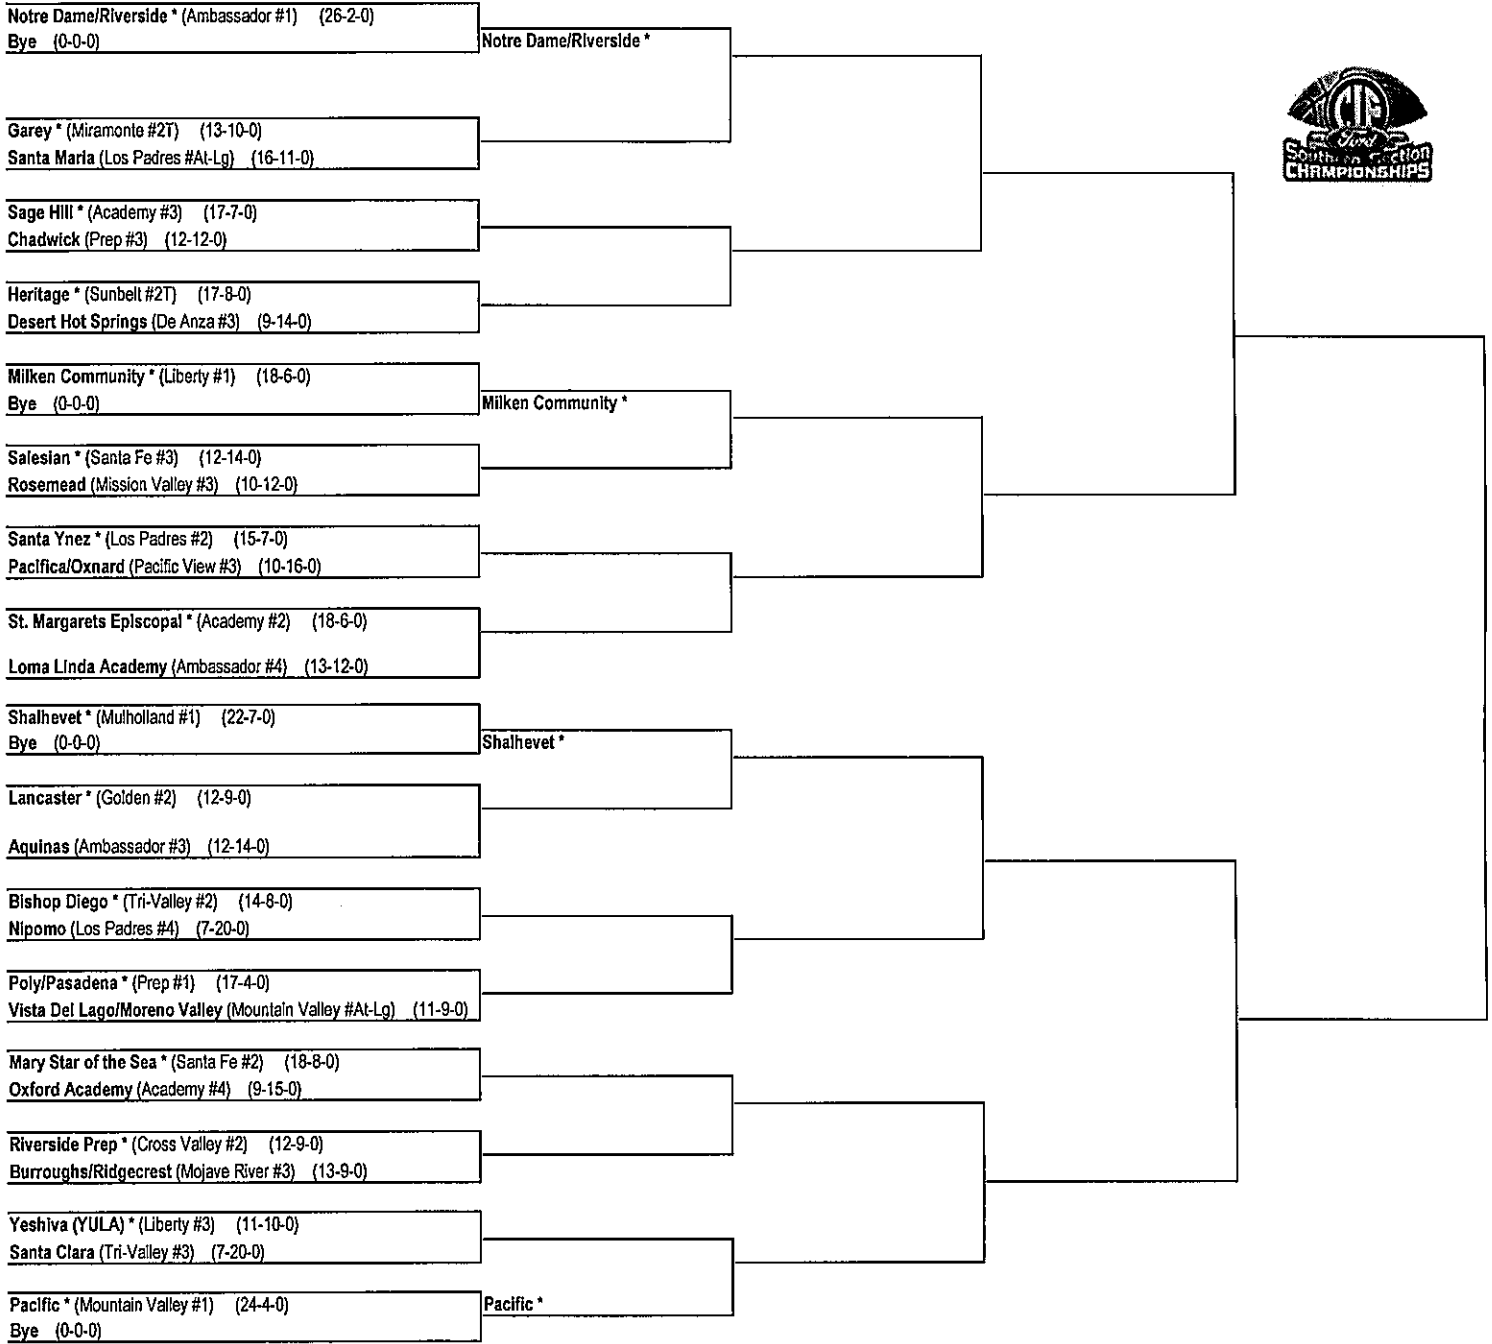 Notre Dame/Riverside * (Ambassador #1) (26-2-0)
Bye (0-0-0)
Notre Dame/Riverside *
Garey * (Miramonte #2T) (13-10-0)
Santa Maria (Los Padres #At-Lg) (16-11-0)
Sage Hill * (Academy #3) (17-7-0)
Chadwick (Prep #3) (12-12-0)
Heritage * (Sunbelt #2T) (17-8-0)
Desert Hot Springs (De Anza #3) (9-14-0)
Milken Community * (Liberty #1) (18-6-0)
Bye (0-0-0)
Milken Community *
Salesian * (Santa Fe #3) (12-14-0)
Rosemead (Mission Valley #3) (10-12-0)
Santa Ynez * (Los Padres #2) (15-7-0)
Pacifica/Oxnard (Pacific View #3) (10-16-0)
St. Margarets Episcopal * (Academy #2) (18-6-0)
Loma Linda Academy (Ambassador #4) (13-12-0)
Shalhevet * (Mulholland #1) (22-7-0)
Bye (0-0-0)
Shalhevet *
Lancaster * (Golden #2) (12-9-0)
Aquinas (Ambassador #3) (12-14-0)
Bishop Diego * (Tri-Valley #2) (14-8-0)
Nipomo (Los Padres #4) (7-20-0)
Poly/Pasadena * (Prep #1) (17-4-0)
Vista Del Lago/Moreno Valley (Mountain Valley #At-Lg) (11-9-0)
Mary Star of the Sea * (Santa Fe #2) (18-8-0)
Oxford Academy (Academy #4) (9-15-0)
Riverside Prep * (Cross Valley #2) (12-9-0)
Burroughs/Ridgecrest (Mojave River #3) (13-9-0)
Yeshiva (YULA) * (Liberty #3) (11-10-0)
Santa Clara (Tri-Valley #3) (7-20-0)
Pacific * (Mountain Valley #1) (24-4-0)
Bye (0-0-0)
Pacific *
CIF
Ford
Southern Section
CHAMPIONSHIPS